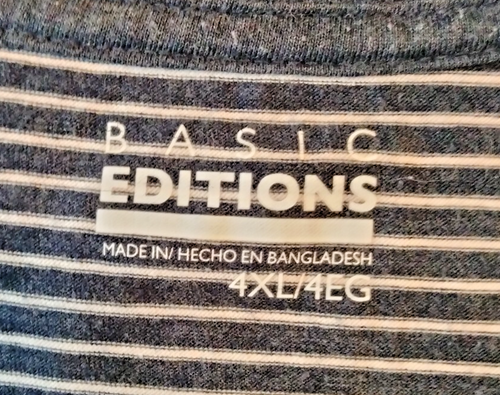 BASIC
EDITIONS
MADE IN/ HECHO EN BANGLADESH
4XL/4EG